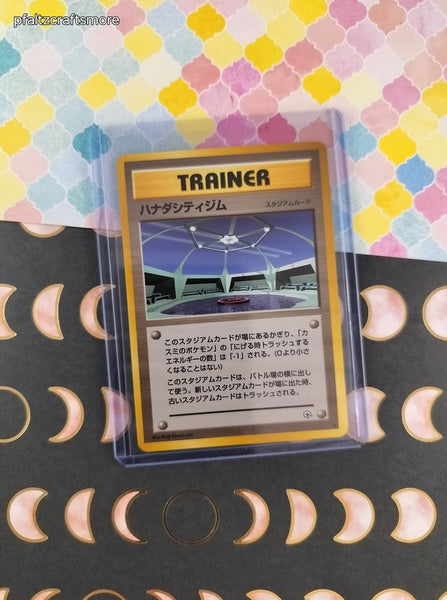 pfaltzcraftsmore
TRAINER
ハナダシティジム
スタジアムカード
このスタジアムカードが場にあるかぎり、「カ
スミのポケモン」の「にげる時トラッシュする
エネルギーの数」は「-1」される。(0より小さ
くなることはない)
このスタジアムカードは、バトル場の横に出し
て使う。新しいスタジアムカードが場に出た時、
古いスタジアムカードはトラッシュされる。
Illus. Keiji Kinebuchi